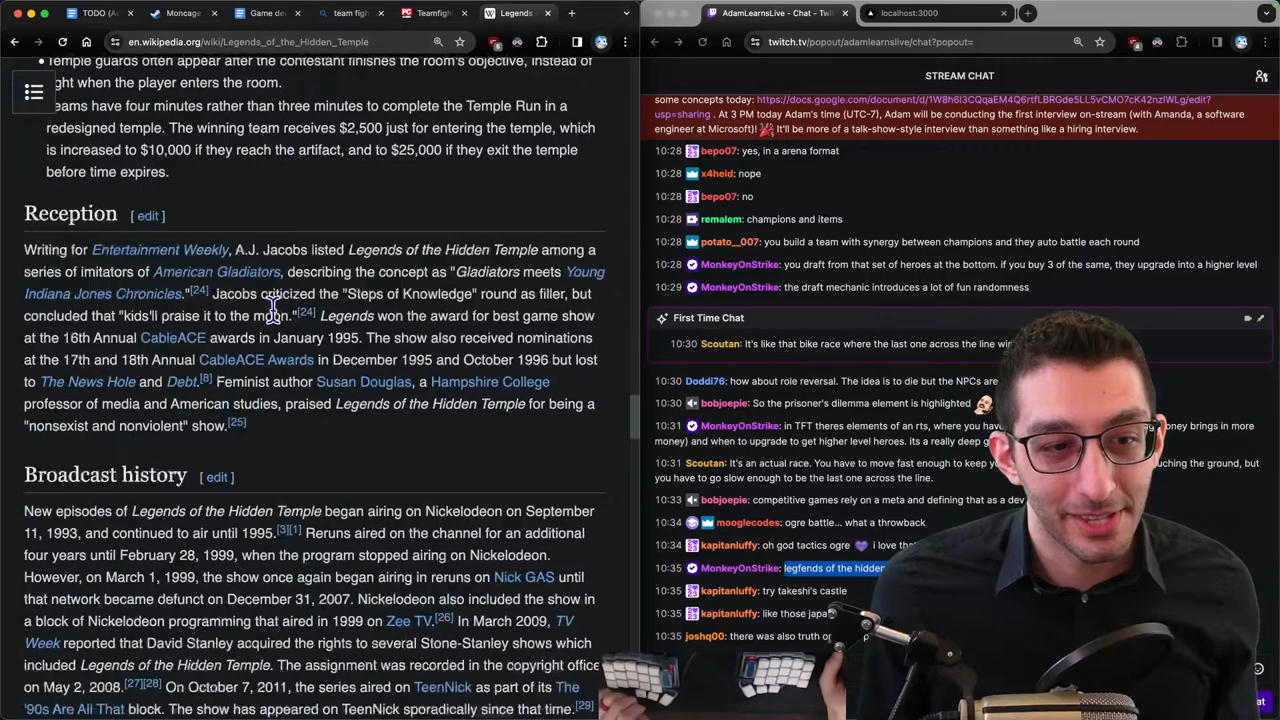 TODO (A
Moncage
Game de
team figh
Teamfigh
Legends
AdamLearnsLive - Chat - Twi
localhost:3000
en.wikipedia.org/wiki/Legends_of_the_Hidden_Temple
twitch.tv/popout/adamlearnslive/chat?popout=
Temple guards often appear after the contestant finishes the room's objective, instead of
ght when the player enters the room.
eams have four minutes rather than three minutes to complete the Temple Run in a
redesigned temple. The winning team receives $2,500 just for entering the temple, which
is increased to $10,000 if they reach the artifact, and to $25,000 if they exit the temple
before time expires.
Reception [ edit ]
Writing for Entertainment Weekly, A.J. Jacobs listed Legends of the Hidden Temple among a
series of imitators of American Gladiators, describing the concept as "Gladiators meets Young
Indiana Jones Chronicles."[24] Jacobs criticized the "Steps of Knowledge" round as filler, but
concluded that "kids'll praise it to the moon."[24] Legends won the award for best game show
at the 16th Annual CableACE awards in January 1995. The show also received nominations
at the 17th and 18th Annual CableACE Awards in December 1995 and October 1996 but lost
to The News Hole and Debt.[8] Feminist author Susan Douglas, a Hampshire College
professor of media and American studies, praised Legends of the Hidden Temple for being a
"nonsexist and nonviolent" show.[25]
Broadcast history [ edit ]
New episodes of Legends of the Hidden Temple began airing on Nickelodeon on September
11, 1993, and continued to air until 1995.[3][1] Reruns aired on the channel for an additional
four years until February 28, 1999, when the program stopped airing on Nickelodeon.
However, on March 1, 1999, the show once again began airing in reruns on Nick GAS until
that network became defunct on December 31, 2007. Nickelodeon also included the show in
a block of Nickelodeon programming that aired in 1999 on Zee TV.[26] In March 2009, TV
Week reported that David Stanley acquired the rights to several Stone-Stanley shows which
included Legends of the Hidden Temple. The assignment was recorded in the copyright office
on May 2, 2008.[27][28] On October 7, 2011, the series aired on TeenNick as part of its The
'90s Are All That block. The show has appeared on TeenNick sporadically since that time.[29]
STREAM CHAT
some concepts today: https://docs.google.com/document/d/1W8h6l3CQqaEM4Q6rtfLBRGde5LL5vCMO7cK42nzlWLg/edit?
usp=sharing . At 3 PM today Adam's time (UTC-7), Adam will be conducting the first interview on-stream (with Amanda, a software
engineer at Microsoft)! It'll be more of a talk-show-style interview than something like a hiring interview.
10:28 bepo07: yes, in a arena format
10:28 x4heid: nope
10:28 bepo07: no
10:28 remalem: champions and items
10:28 potato__007: you build a team with synergy between champions and they auto battle each round
10:28 MonkeyOnStrike: you draft from that set of heroes at the bottom. if you buy 3 of the same, they upgrade into a higher level
10:29 MonkeyOnStrike: the draft mechanic introduces a lot of fun randomness
First Time Chat
10:30 Scoutan: It's like that bike race where the last one across the line wi
10:30 Doddi76: how about role reversal. The idea is to die but the NPCs are
10:30 bobjoepie: So the prisoner's dilemma element is highlighted
10:31 MonkeyOnStrike: in TFT theres elements of an rts, where you hav ney brings in more
money) and when to upgrade to get higher level heroes. its a really deep g
10:31 Scoutan: It's an actual race. You have to move fast enough to keep yo uching the ground, but
you have to go slow enough to be the last one across the line.
10:33 bobjoepie: competitive games rely on a meta and defining that as a dev
10:34 mooglecodes: ogre battle... what a throwback
10:34 kapitanluffy: oh god tactics ogre i love tha
10:35 MonkeyOnStrike: legfends of the hidden
10:35 kapitanluffy: try takeshi's castle
10:35 kapitanluffy: like those japa
10:35 joshq00: there was also truth or